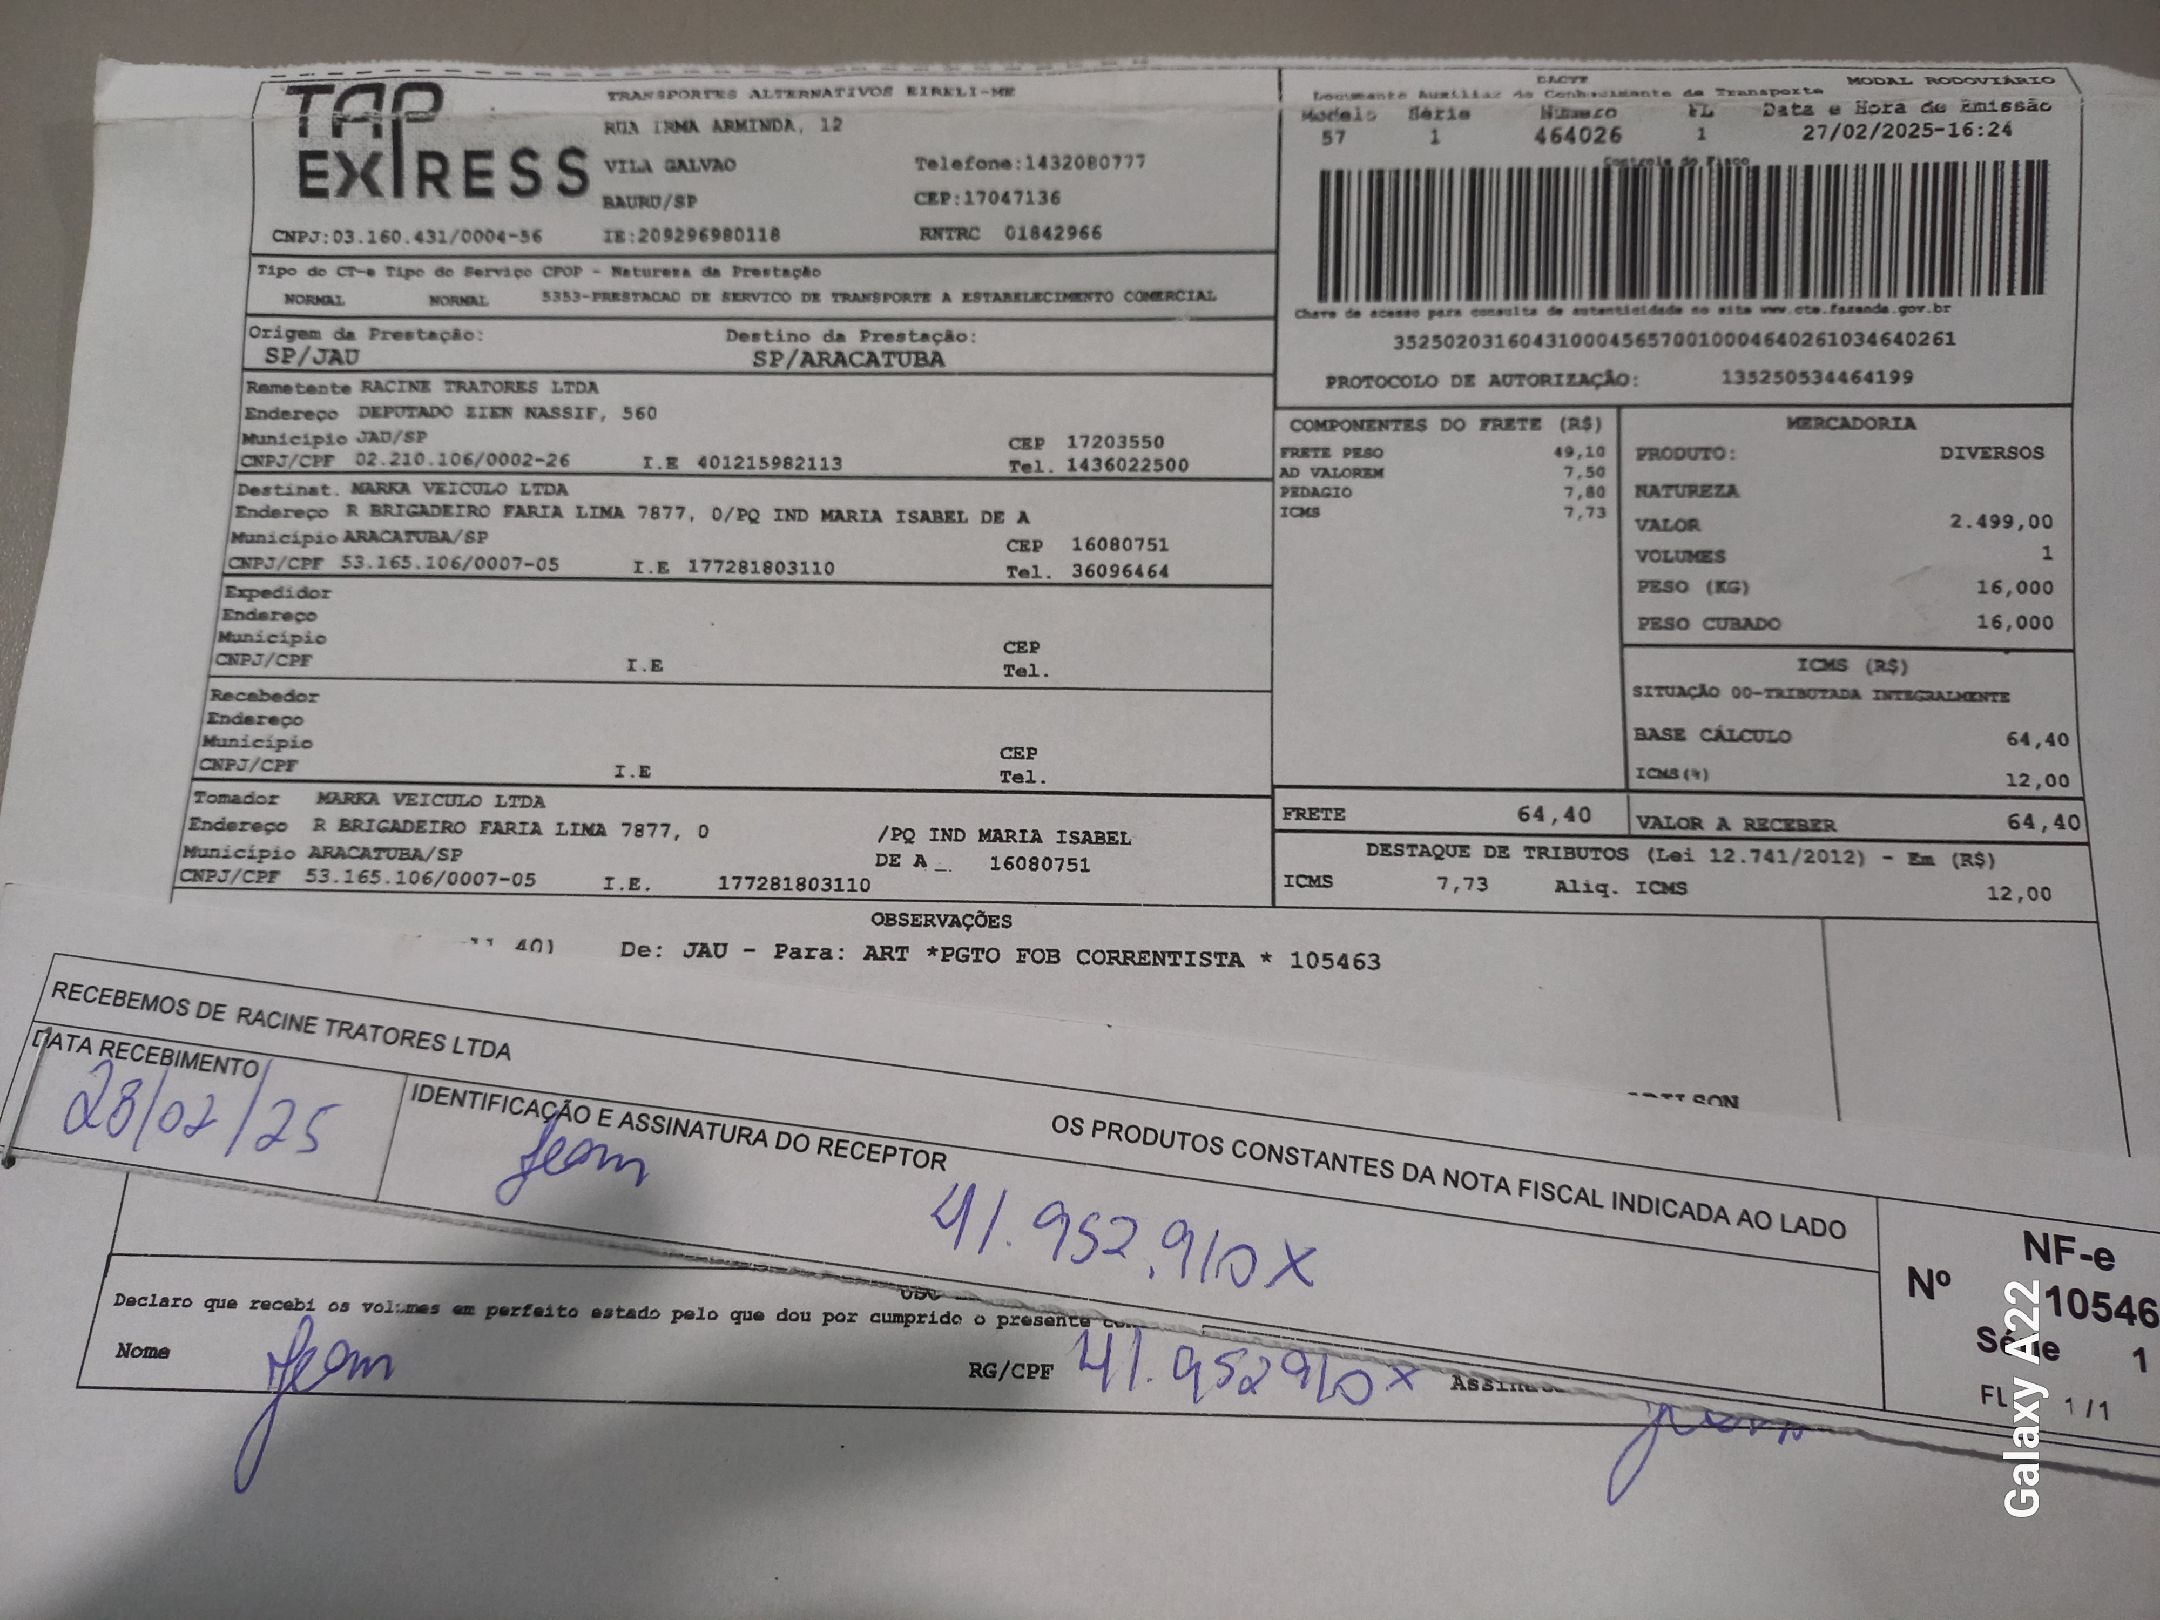 TAP EXPRESS
TRANSPORTES ALTERNATIVOS EIRELI-ME
RUA IRMA ARMINDA, 12
VILA GALVAO Telefone:1432080777
BAURU/SP CEP:17047136
CNPJ:03.160.431/0004-56 IE:209296980118 RNTRC 01842966
DACTE MODAL RODOVIÁRIO
Documento Auxiliar do Conhecimento de Transporte
Modelo Série Número FL Data e Hora de Emissão
57 1 464026 1 27/02/2025-16:24
Controle do Fisco
Chave de acesso para consulta de autenticidade no site www.cte.fazenda.gov.br
35250203160431000456570010004640261034640261
PROTOCOLO DE AUTORIZAÇÃO: 135250534464199
Tipo do CT-e Tipo do Serviço CFOP - Natureza da Prestação
NORMAL NORMAL 5353-PRESTACAO DE SERVICO DE TRANSPORTE A ESTABELECIMENTO COMERCIAL
Origem da Prestação: Destino da Prestação:
SP/JAU SP/ARACATUBA
Remetente RACINE TRATORES LTDA
Endereço DEPUTADO ZIEN NASSIF, 560
Município JAU/SP CEP 17203550
CNPJ/CPF 02.210.106/0002-26 I.E 401215982113 Tel. 1436022500
Destinat. MARKA VEICULO LTDA
Endereço R BRIGADEIRO FARIA LIMA 7877, 0/PQ IND MARIA ISABEL DE A
Município ARACATUBA/SP CEP 16080751
CNPJ/CPF 53.165.106/0007-05 I.E 177281803110 Tel. 36096464
Expedidor
Endereço
Município CEP
CNPJ/CPF I.E Tel.
Recebedor
Endereço
Município CEP
CNPJ/CPF I.E Tel.
Tomador MARKA VEICULO LTDA
Endereço R BRIGADEIRO FARIA LIMA 7877, 0 /PQ IND MARIA ISABEL
Município ARACATUBA/SP DE A _. 16080751
CNPJ/CPF 53.165.106/0007-05 I.E. 177281803110
COMPONENTES DO FRETE (R$)
FRETE PESO 49,10
AD VALOREM 7,50
PEDAGIO 7,80
ICMS 7,73
MERCADORIA
PRODUTO: DIVERSOS
NATUREZA
VALOR 2.499,00
VOLUMES 1
PESO (KG) 16,000
PESO CUBADO 16,000
ICMS (R$)
SITUAÇÃO 00-TRIBUTADA INTEGRALMENTE
BASE CÁLCULO 64,40
ICMS(%) 12,00
FRETE 64,40 VALOR A RECEBER 64,40
DESTAQUE DE TRIBUTOS (Lei 12.741/2012) - Em (R$)
ICMS 7,73 Aliq. ICMS 12,00
OBSERVAÇÕES
40) De: JAU - Para: ART *PGTO FOB CORRENTISTA * 105463
RECEBEMOS DE RACINE TRATORES LTDA
OS PRODUTOS CONSTANTES DA NOTA FISCAL INDICADA AO LADO
DATA RECEBIMENTO
28/02/25
IDENTIFICAÇÃO E ASSINATURA DO RECEPTOR
Jean 41.952.910X
NF-e
Nº 10546
Série 1
FL 1/1
Declaro que recebi os volumes em perfeito estado pelo que dou por cumprido o presente
Nome Jean RG/CPF 41.952910X
Jean
Galaxy A22